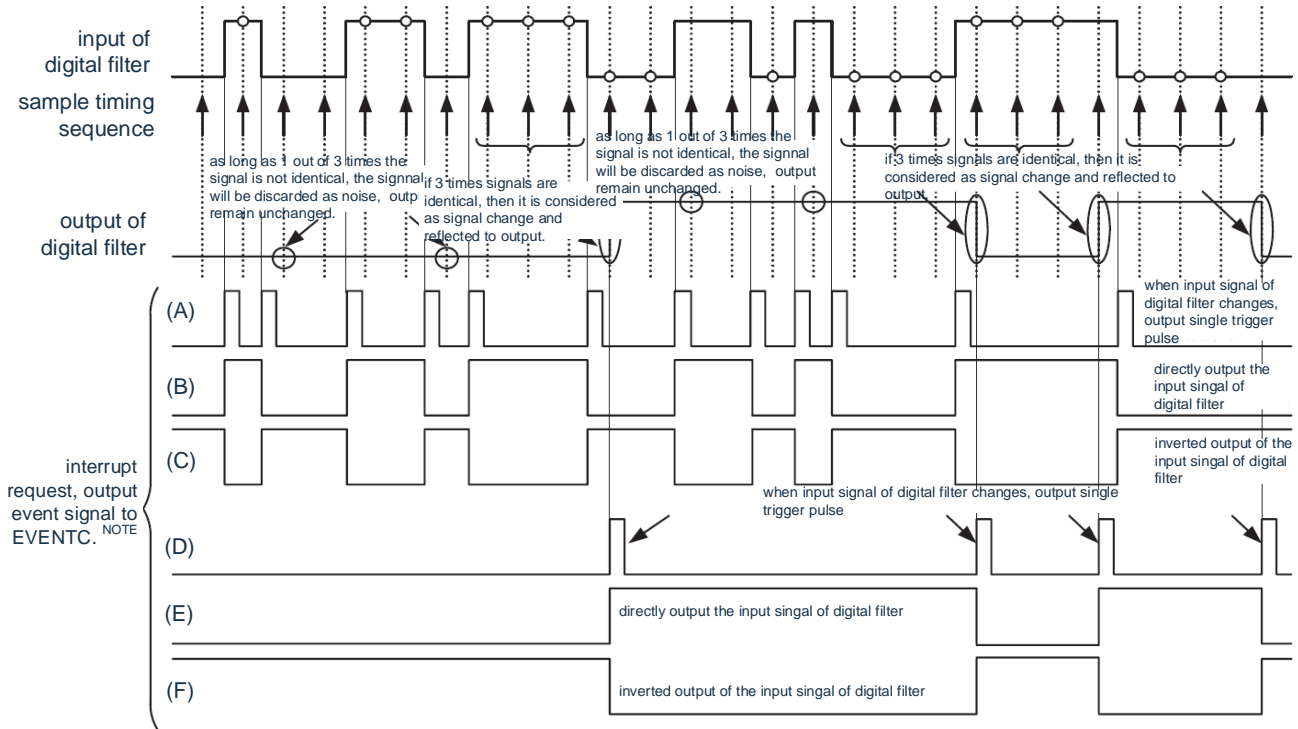 input of
digital filter
sample timing
sequence
as long as 1 out of 3 times the
signal is not identical, the signnal
will be discarded as noise, outp
remain unchanged.
if 3 times signals are
identical, then it is considered
as signal change and
reflected to output.
as long as 1 out of 3 times the
signal is not identical, the signnal
will be discarded as noise, output
remain unchanged.
if 3 times signals are identical, then it is
considered as signal change and reflected to
output.
output of
digital filter
(A)
when input signal of
digital filter changes,
output single trigger
pulse
(B)
directly output the
input singal of
digital filter
(C)
inverted output of the
input singal of digital
filter
interrupt
request, output
event signal to
EVENTC. NOTE
when input signal of digital filter changes, output single
trigger pulse
(D)
(E)
directly output the input singal of digital filter
(F)
inverted output of the input singal of digital filter